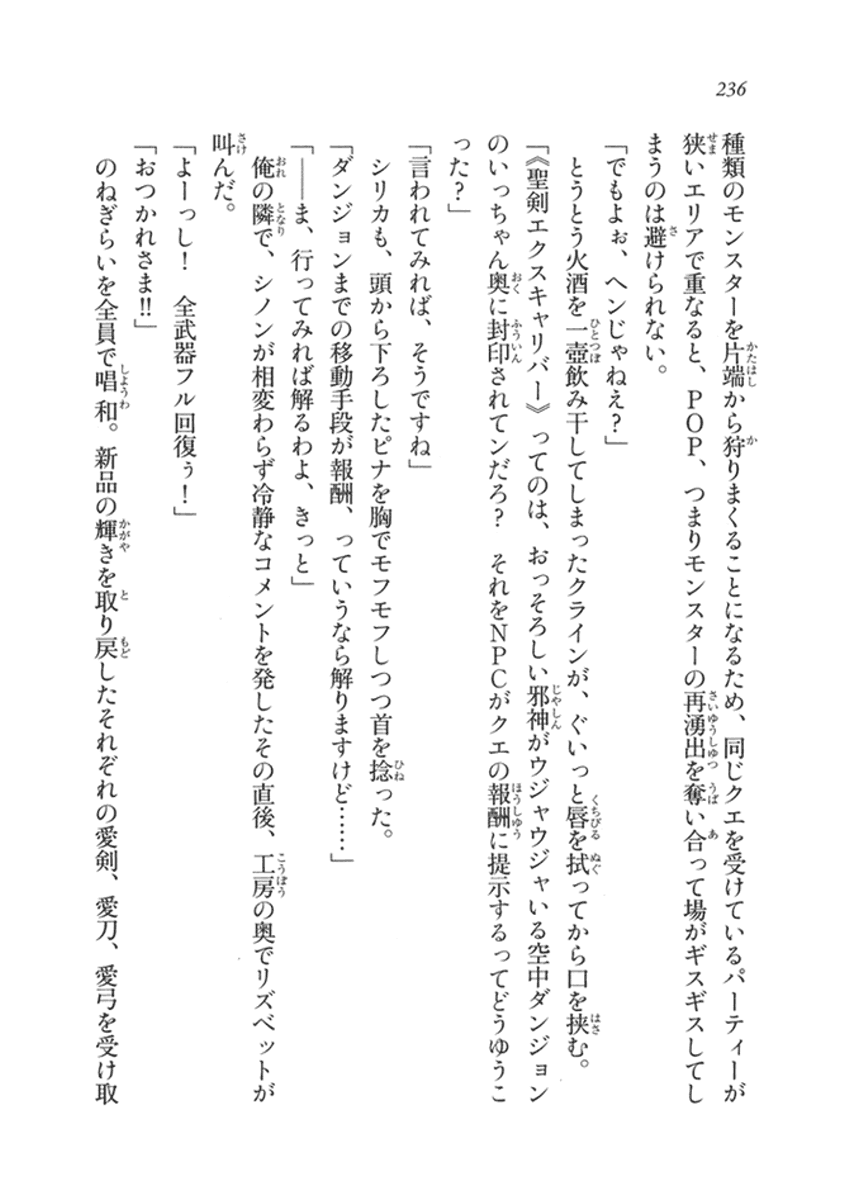 236
種類のモンスターを片端から狩りまくることになるため、同じクエを受けているパーティーが
狭いエリアで重なると、POP、つまりモンスターの再湧出を奪い合って場がギスギスしてし
まうのは避けられない。
「でもよぉ、ヘンじゃねえ?」
とうとう火酒を一壺飲み干してしまったクラインが、ぐいっと唇を拭ってから口を挟む。
「《聖剣エクスキャリバー》ってのは、おっそろしい邪神がウジャウジャいる空中ダンジョン
のいっちゃん奥に封印されてンだろ? それをNPCがクエの報酬に提示するってどうゆうこ
った?」
「言われてみれば、そうですね」
シリカも、頭から下ろしたピナを胸でモフモフしつつ首を捻った。
「ダンジョンまでの移動手段が報酬、っていうなら解りますけど……」
「――ま、行ってみれば解るわよ、きっと」
俺の隣で、シノンが相変わらず冷静なコメントを発したその直後、工房の奥でリズベットが
叫んだ。
「よーっし! 全武器フル回復ぅ!」
「おつかれさま!!」
のねぎらいを全員で唱和。新品の輝きを取り戻したそれぞれの愛剣、愛刀、愛弓を受け取